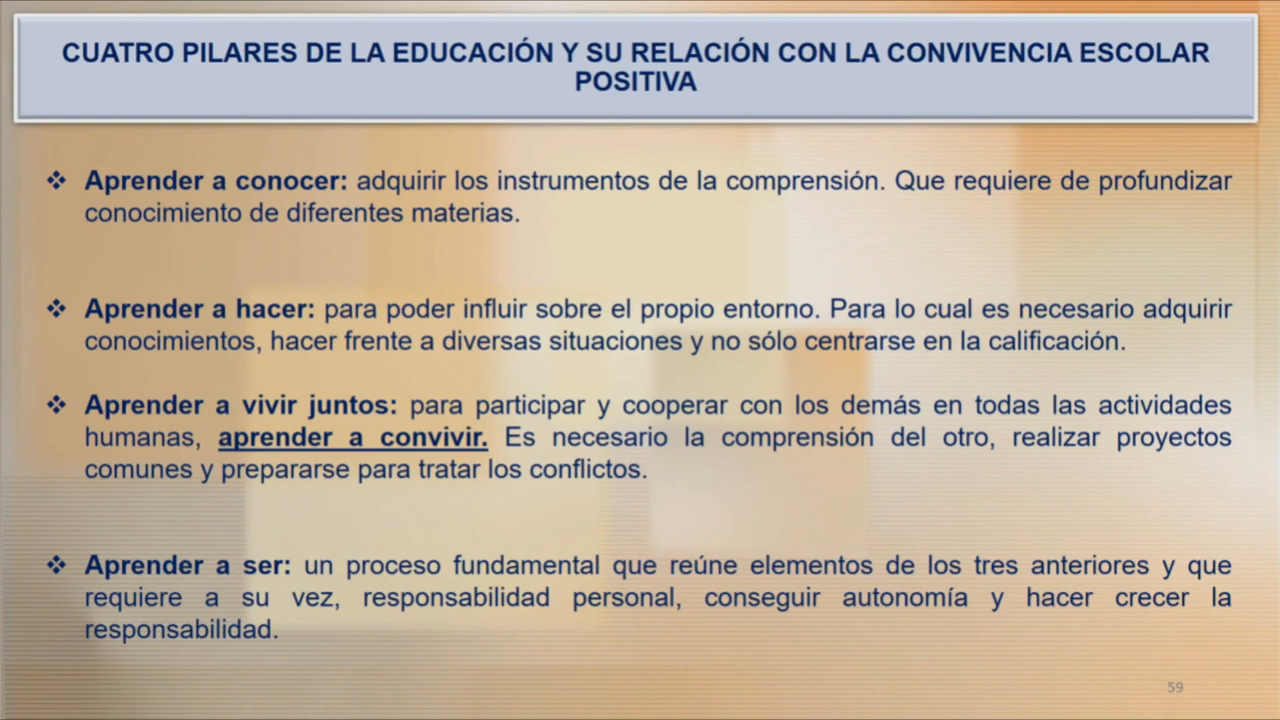 CUATRO PILARES DE LA EDUCACIÓN Y SU RELACIÓN CON LA CONVIVENCIA ESCOLAR
POSITIVA
❖ Aprender a conocer: adquirir los instrumentos de la comprensión. Que requiere de profundizar
conocimiento de diferentes materias.
❖ Aprender a hacer: para poder influir sobre el propio entorno. Para lo cual es necesario adquirir
conocimientos, hacer frente a diversas situaciones y no sólo centrarse en la calificación.
❖ Aprender a vivir juntos: para participar y cooperar con los demás en todas las actividades
humanas, aprender a convivir. Es necesario la comprensión del otro, realizar proyectos
comunes y prepararse para tratar los conflictos.
❖ Aprender a ser: un proceso fundamental que reúne elementos de los tres anteriores y que
requiere a su vez, responsabilidad personal, conseguir autonomía y hacer crecer la
responsabilidad.
59